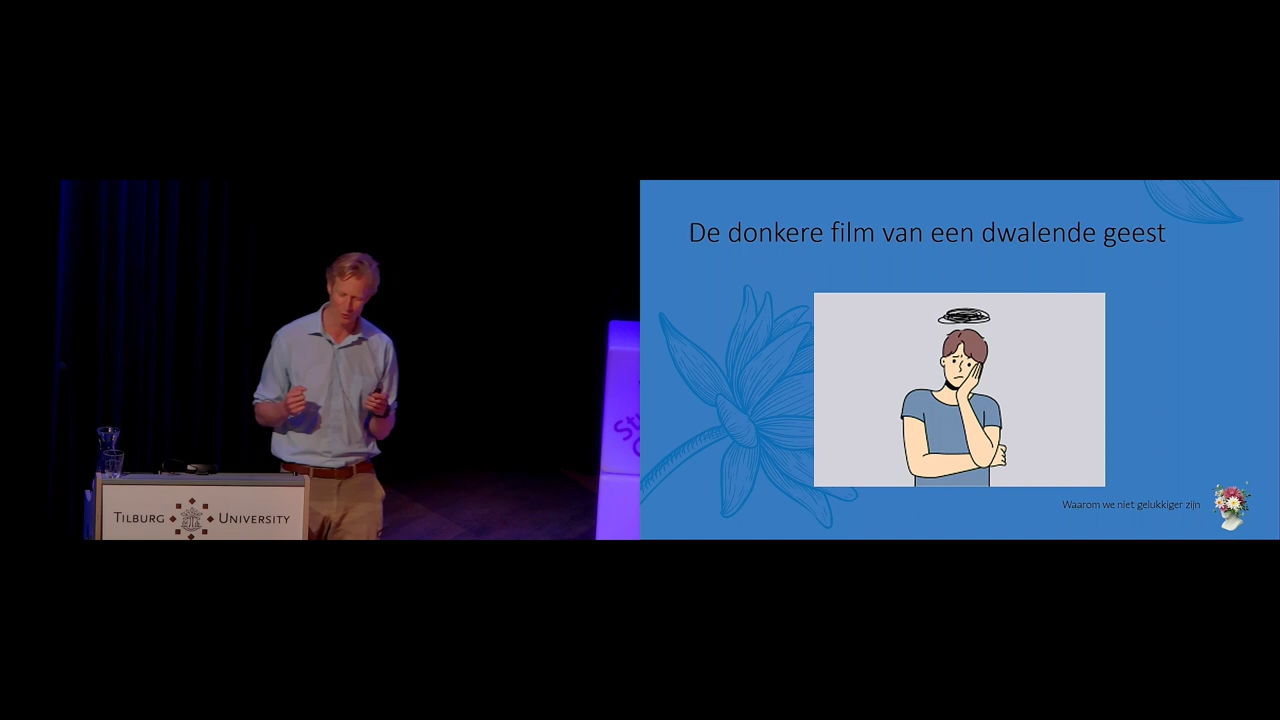 De donkere film van een dwalende geest
Waarom we niet gelukkiger zijn
TILBURG UNIVERSITY